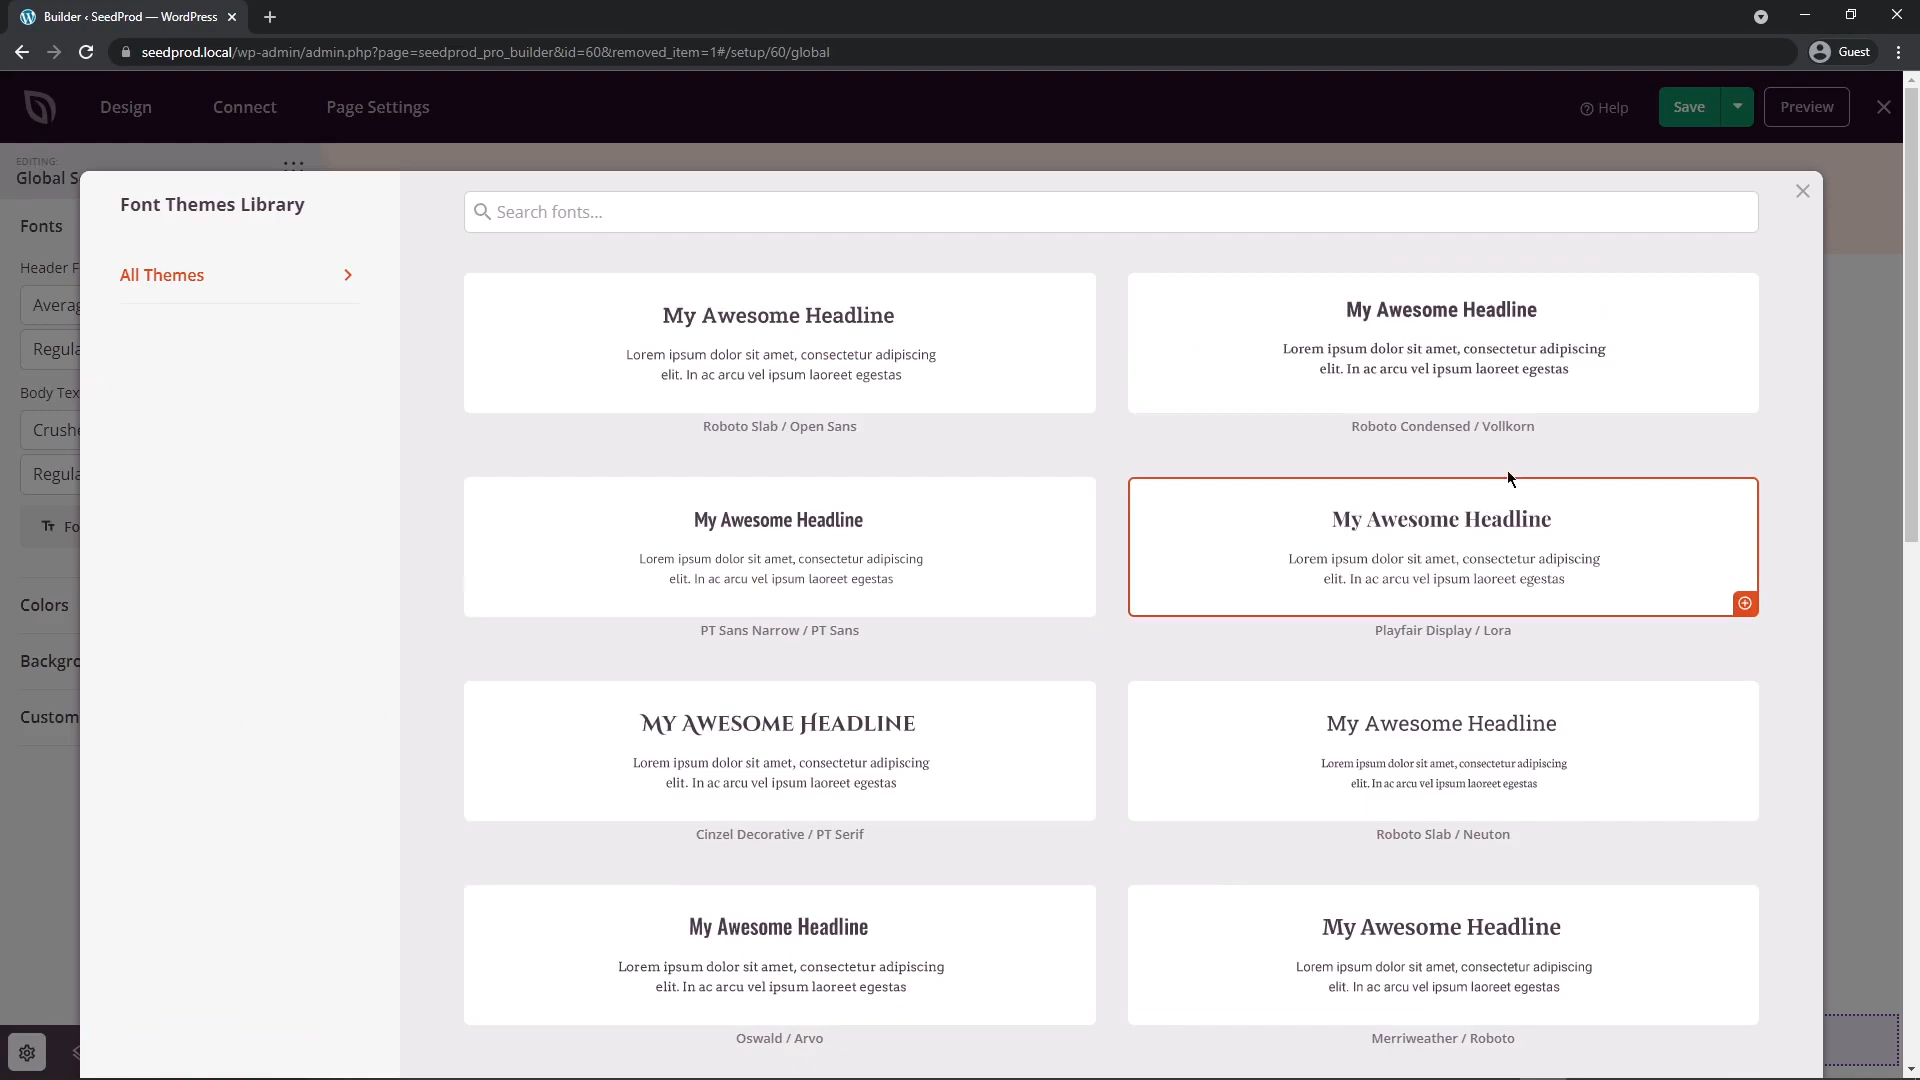 Builder ‹ SeedProd — WordPress
seedprod.local/wp-admin/admin.php?page=seedprod_pro_builder&id=60&removed_item=1#/setup/60/global
Guest
Design
Connect
Page Settings
Help
Save
Preview
EDITING:
Global S
Font Themes Library
Search fonts...
Fonts
All Themes
Header F
Averag
Regula
Body Tex
Crushe
Regula
Tт Fo
Colors
Backgro
Custom
My Awesome Headline
Lorem ipsum dolor sit amet, consectetur adipiscing
elit. In ac arcu vel ipsum laoreet egestas
Roboto Slab / Open Sans
My Awesome Headline
Lorem ipsum dolor sit amet, consectetur adipiscing
elit. In ac arcu vel ipsum laoreet egestas
Roboto Condensed / Vollkorn
My Awesome Headline
Lorem ipsum dolor sit amet, consectetur adipiscing
elit. In ac arcu vel ipsum laoreet egestas
PT Sans Narrow / PT Sans
My Awesome Headline
Lorem ipsum dolor sit amet, consectetur adipiscing
elit. In ac arcu vel ipsum laoreet egestas
Playfair Display / Lora
My Awesome Headline
Lorem ipsum dolor sit amet, consectetur adipiscing
elit. In ac arcu vel ipsum laoreet egestas
Cinzel Decorative / PT Serif
My Awesome Headline
Lorem ipsum dolor sit amet, consectetur adipiscing
elit. In ac arcu vel ipsum laoreet egestas
Roboto Slab / Neuton
My Awesome Headline
Lorem ipsum dolor sit amet, consectetur adipiscing
elit. In ac arcu vel ipsum laoreet egestas
Oswald / Arvo
My Awesome Headline
Lorem ipsum dolor sit amet, consectetur adipiscing
elit. In ac arcu vel ipsum laoreet egestas
Merriweather / Roboto